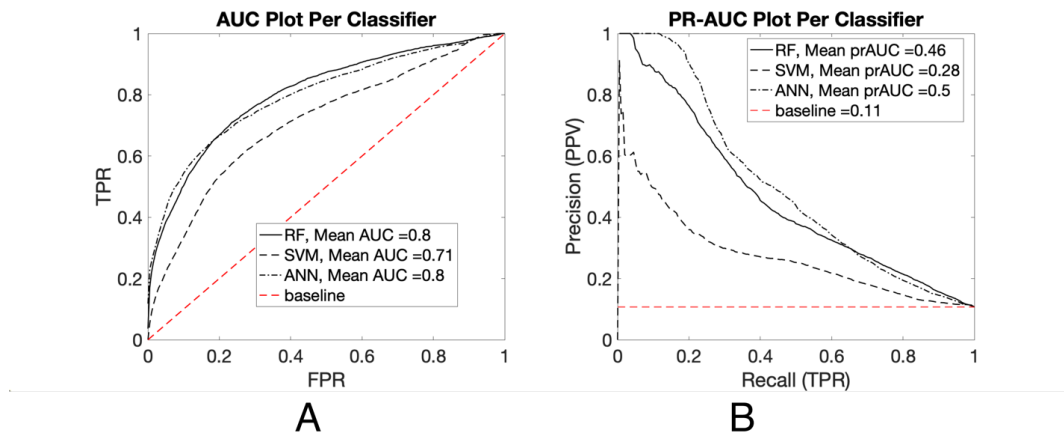 AUC Plot Per Classifier
1
0.8
0.6
0.4
0.2
0
TPR
RF, Mean AUC =0.8
SVM, Mean AUC =0.71
ANN, Mean AUC =0.8
baseline
0 0.2 0.4 0.6 0.8 1
FPR
A
PR-AUC Plot Per Classifier
1
0.8
0.6
0.4
0.2
0
Precision (PPV)
RF, Mean prAUC =0.46
SVM, Mean prAUC =0.28
ANN, Mean prAUC =0.5
baseline =0.11
0 0.2 0.4 0.6 0.8 1
Recall (TPR)
B